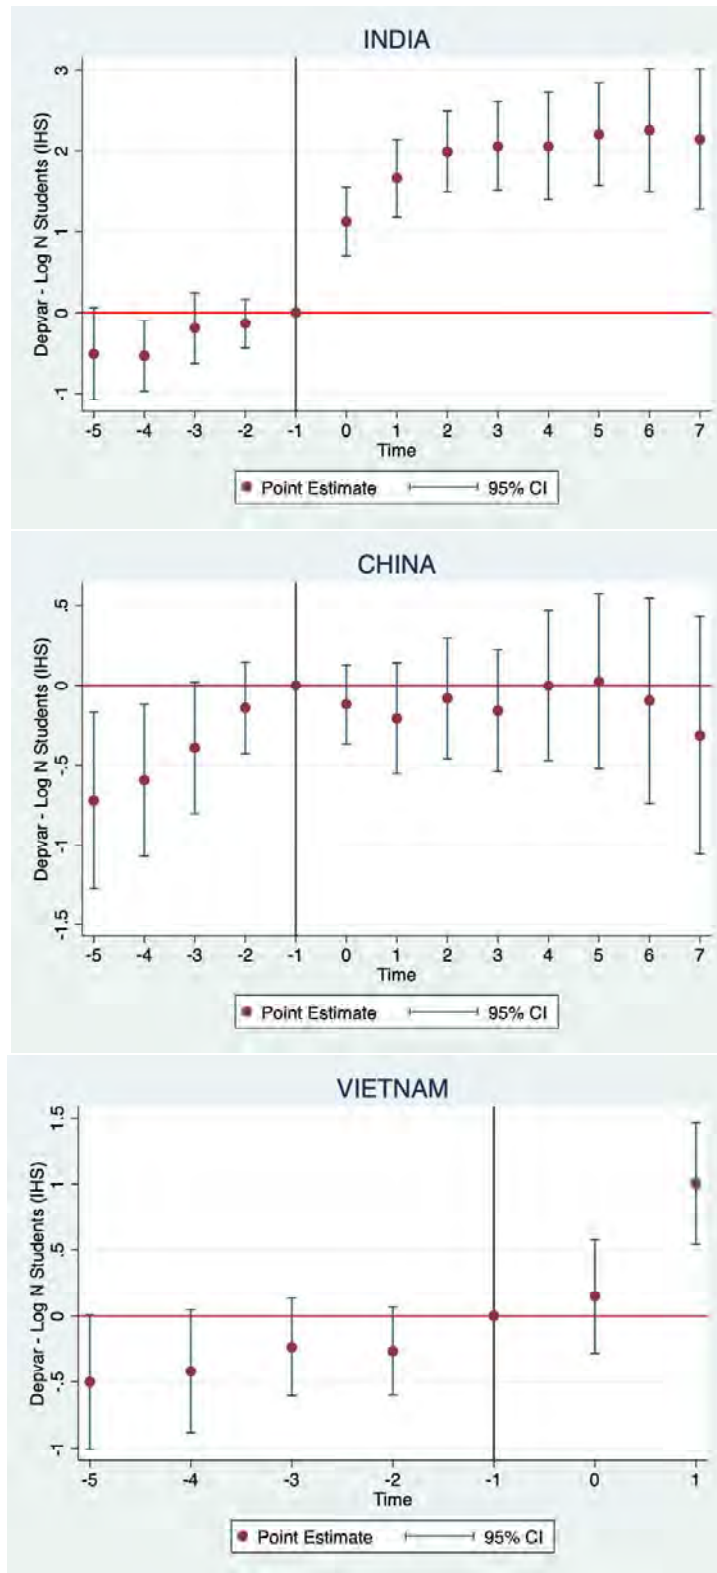 INDIA
Depvar - Log N Students (IHS)
3
2
1
0
-1
-5 -4 -3 -2 -1 0 1 2 3 4 5 6 7
Time
Point Estimate 95% CI
CHINA
Depvar - Log N Students (IHS)
.5
0
-.5
-1
-1.5
-5 -4 -3 -2 -1 0 1 2 3 4 5 6 7
Time
Point Estimate 95% CI
VIETNAM
Depvar - Log N Students (IHS)
1.5
1
.5
0
-.5
-1
-5 -4 -3 -2 -1 0 1
Time
Point Estimate 95% CI